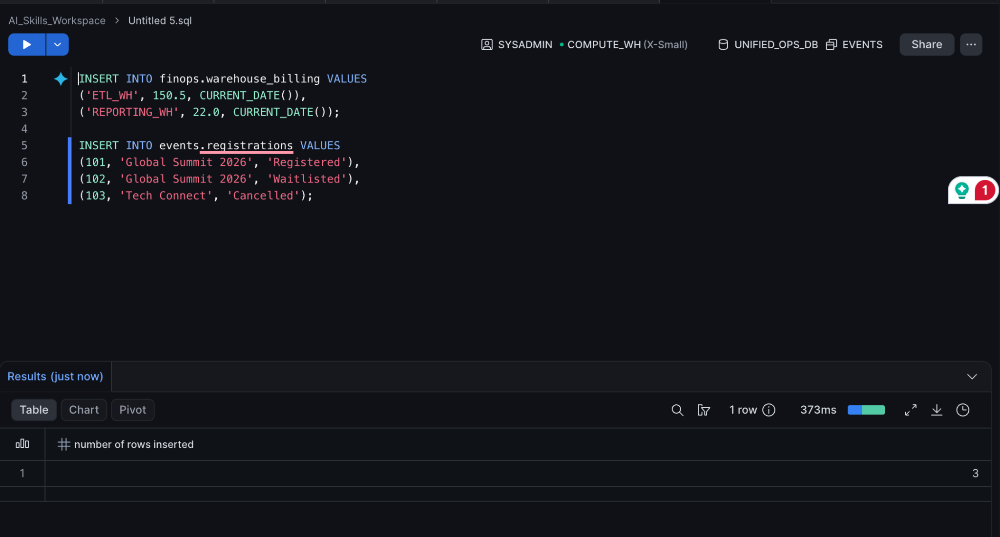 AI_Skills_Workspace > Untitled 5.sql
SYSADMIN • COMPUTE_WH (X-Small) UNIFIED_OPS_DB EVENTS Share ...
1 INSERT INTO finops.warehouse_billing VALUES
2 ('ETL_WH', 150.5, CURRENT_DATE()),
3 ('REPORTING_WH', 22.0, CURRENT_DATE());
4
5 INSERT INTO events.registrations VALUES
6 (101, 'Global Summit 2026', 'Registered'),
7 (102, 'Global Summit 2026', 'Waitlisted'),
8 (103, 'Tech Connect', 'Cancelled');
1
Results (just now)
Table Chart Pivot 1 row 373ms
number of rows inserted
1 3